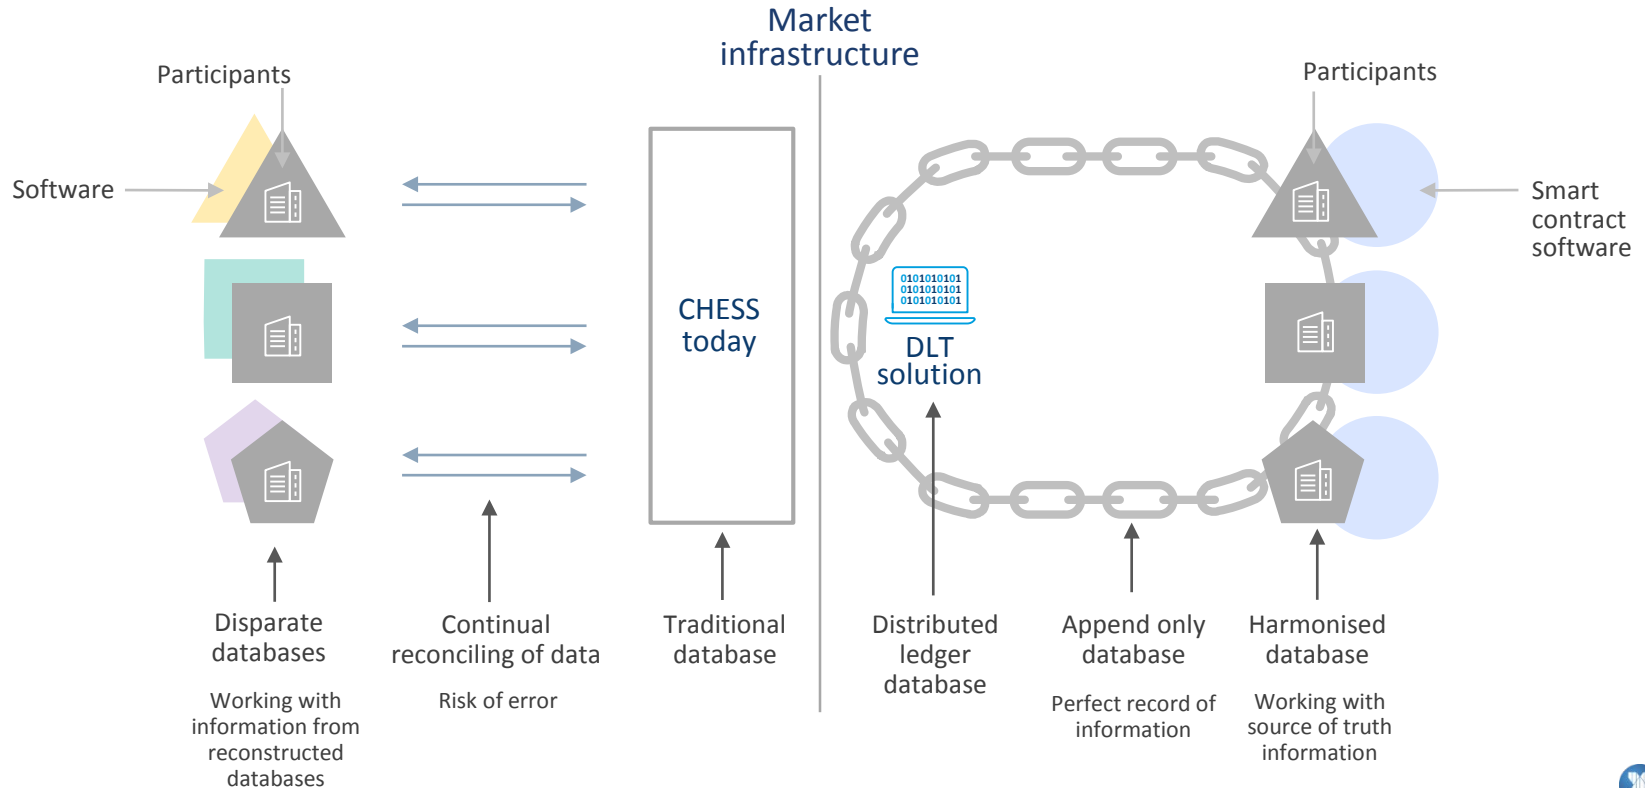 Market
infrastructure
Participants
Software
CHESS
today
Disparate
databases
Working with
information from
reconstructed
databases
Continual
reconciling of data
Risk of error
Traditional
database
Participants
Smart
contract
software
0101010101
0101010101
0101010101
DLT
solution
Distributed
ledger
database
Append only
database
Perfect record of
information
Harmonised
database
Working with
source of truth
information